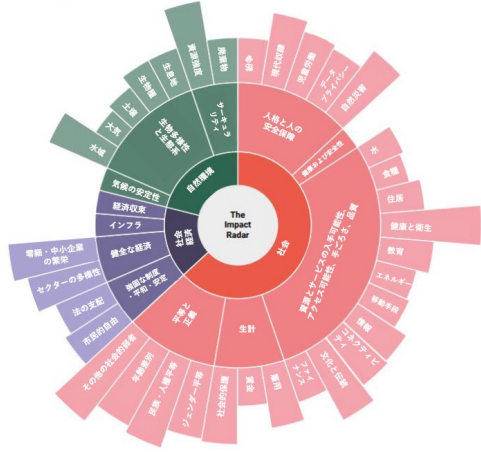 The
Impact
Radar
社会
自然環境
社会
経済
人格と人の
安全保障
健康および安全性
資源とサービスの入手可能性、
アクセス可能性、手ごろさ、品質
生計
平等と
正義
強固な制度
・平和・安定
健全な経済
インフラ
経済収束
気候の安定性
生物多様性
と生態系
サーキュラ
リティ
紛争
現代奴隷
児童労働
データ
プライバシー
自然災害
水
食糧
住居
健康と衛生
教育
エネルギー
移動手段
情報
コネクティビ
ティ
文化と伝統
ファイ
ナンス
雇用
賃金
社会的保護
ジェンダー平等
民族・人種平等
年齢差別
その他の社会的弱者
市民的自由
法の支配
セクターの多様性
零細・中小企業
の繁栄
水域
大気
土壌
生物種
生息地
資源強度
廃棄物